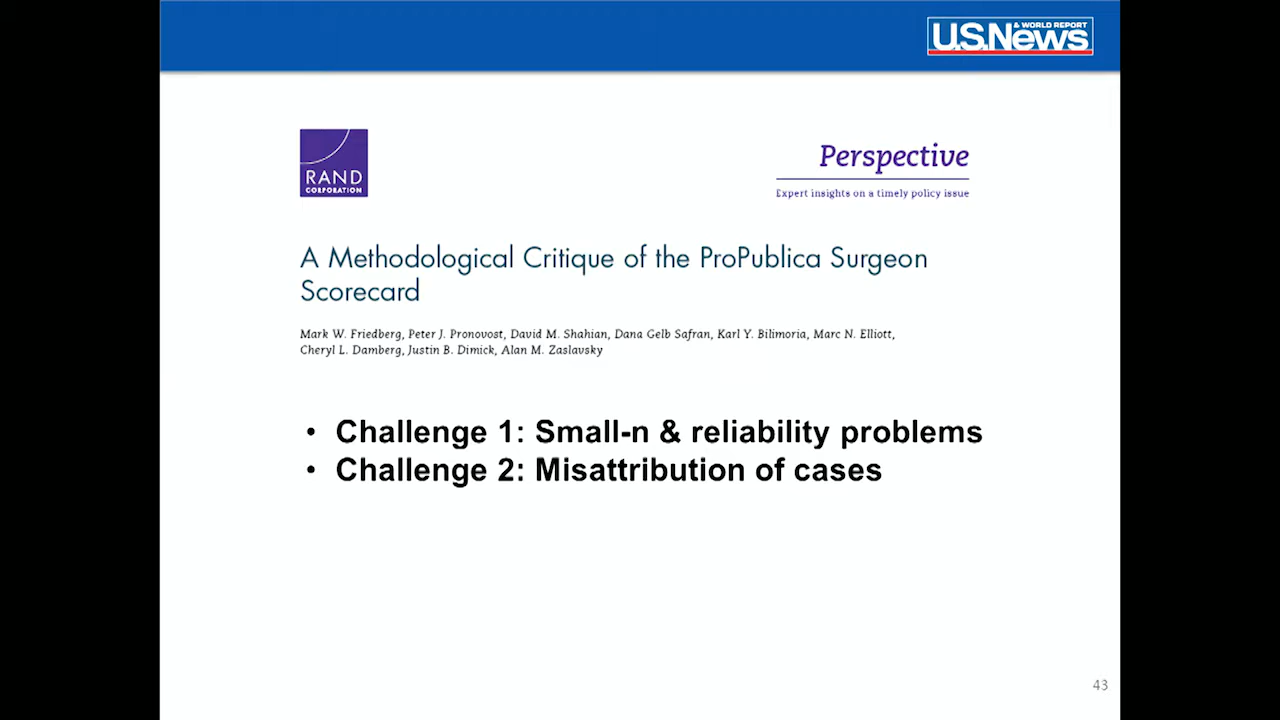 & WORLD REPORT
U.S.News
RAND
CORPORATION
Perspective
Expert insights on a timely policy issue
A Methodological Critique of the ProPublica Surgeon
Scorecard
Mark W. Friedberg, Peter J. Pronovost, David M. Shahian, Dana Gelb Safran, Karl Y. Bilimoria, Marc N. Elliott,
Cheryl L. Damberg, Justin B. Dimick, Alan M. Zaslavsky
• Challenge 1: Small-n & reliability problems
• Challenge 2: Misattribution of cases
43